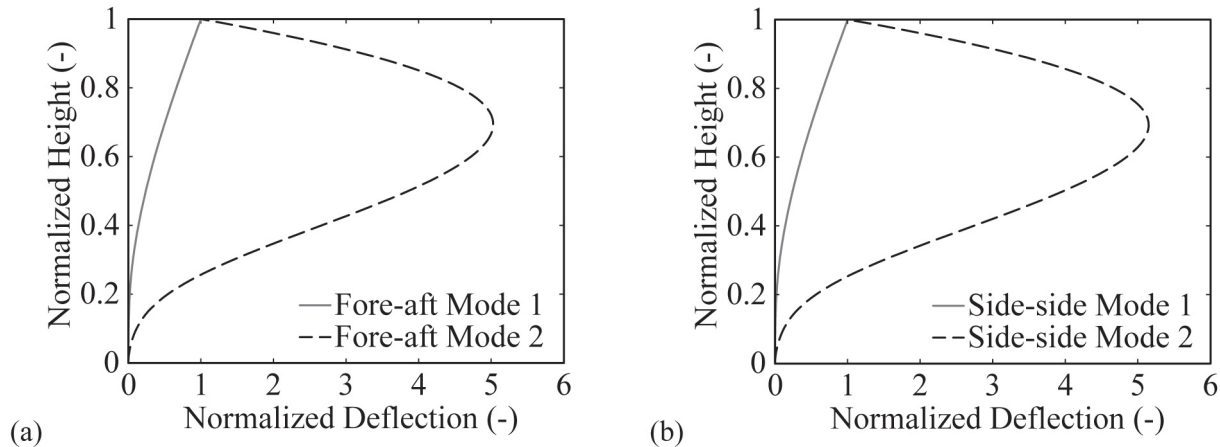 1
0.8
0.6
0.4
0.2
0
Normalized Height (-)
Fore-aft Mode 1
Fore-aft Mode 2
0 1 2 3 4 5 6
Normalized Deflection (-)
(a)
1
0.8
0.6
0.4
0.2
0
Normalized Height (-)
Side-side Mode 1
Side-side Mode 2
0 1 2 3 4 5 6
Normalized Deflection (-)
(b)